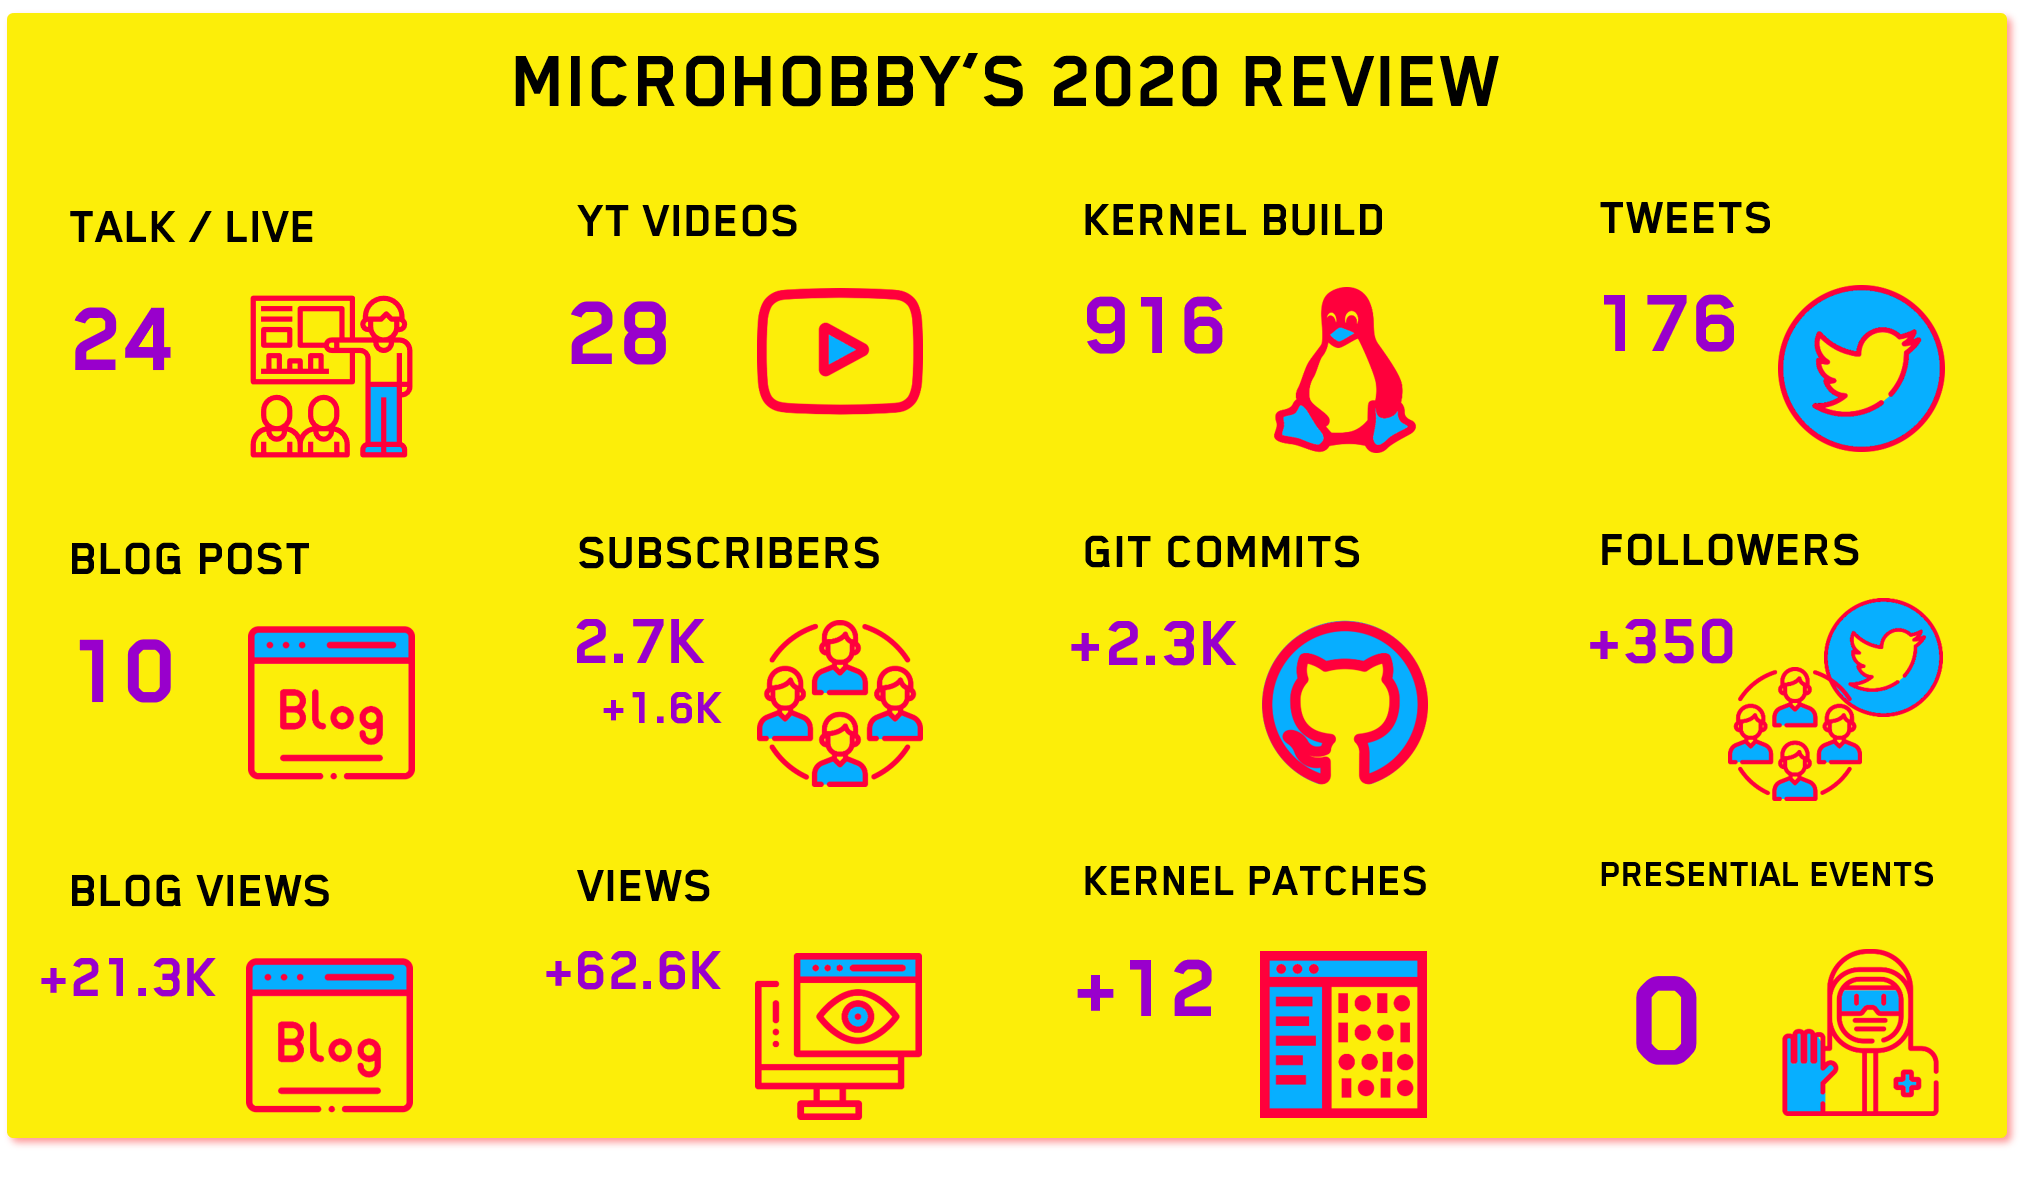 MICROHOBBY'S 2020 REVIEW
TALK / LIVE
24
YT VIDEOS
28
KERNEL BUILD
916
TWEETS
176
BLOG POST
10
Blog
SUBSCRIBERS
2.7K
+1.6K
GIT COMMITS
+2.3K
FOLLOWERS
+350
BLOG VIEWS
+21.3K
Blog
VIEWS
+62.6K
KERNEL PATCHES
+12
PRESENTIAL EVENTS
0